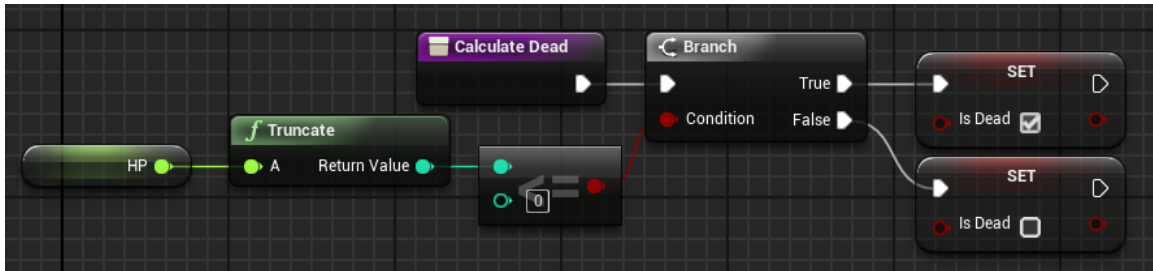 Calculate Dead
Branch
True
Condition
False
SET
Is Dead
f Truncate
HP
A
Return Value
<=
0
SET
Is Dead